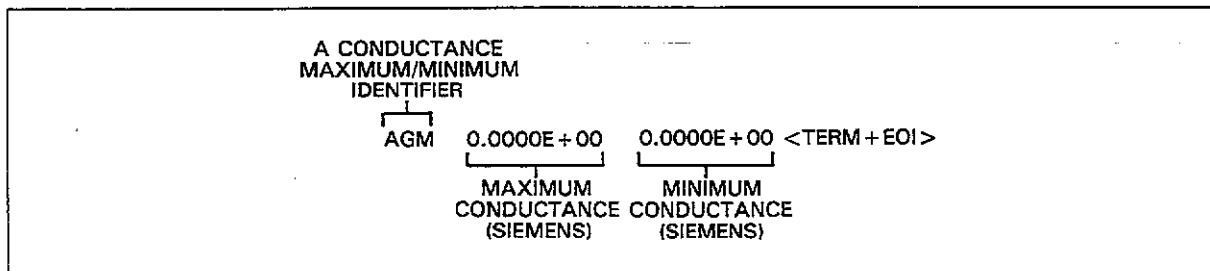 A CONDUCTANCE
MAXIMUM/MINIMUM
IDENTIFIER
AGM 0.0000E+00 0.0000E+00 <TERM+EOI>
MAXIMUM MINIMUM
CONDUCTANCE CONDUCTANCE
(SIEMENS) (SIEMENS)